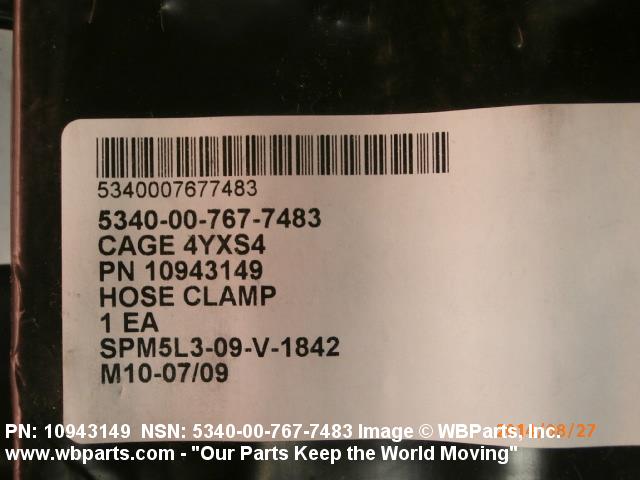 5340007677483
5340-00-767-7483
CAGE 4YXS4
PN 10943149
HOSE CLAMP
1 EA
SPM5L3-09-V-1842
M10-07/09
PN: 10943149 NSN: 5340-00-767-7483 Image © WBParts, Inc.
www.wbparts.com - "Our Parts Keep the World Moving"